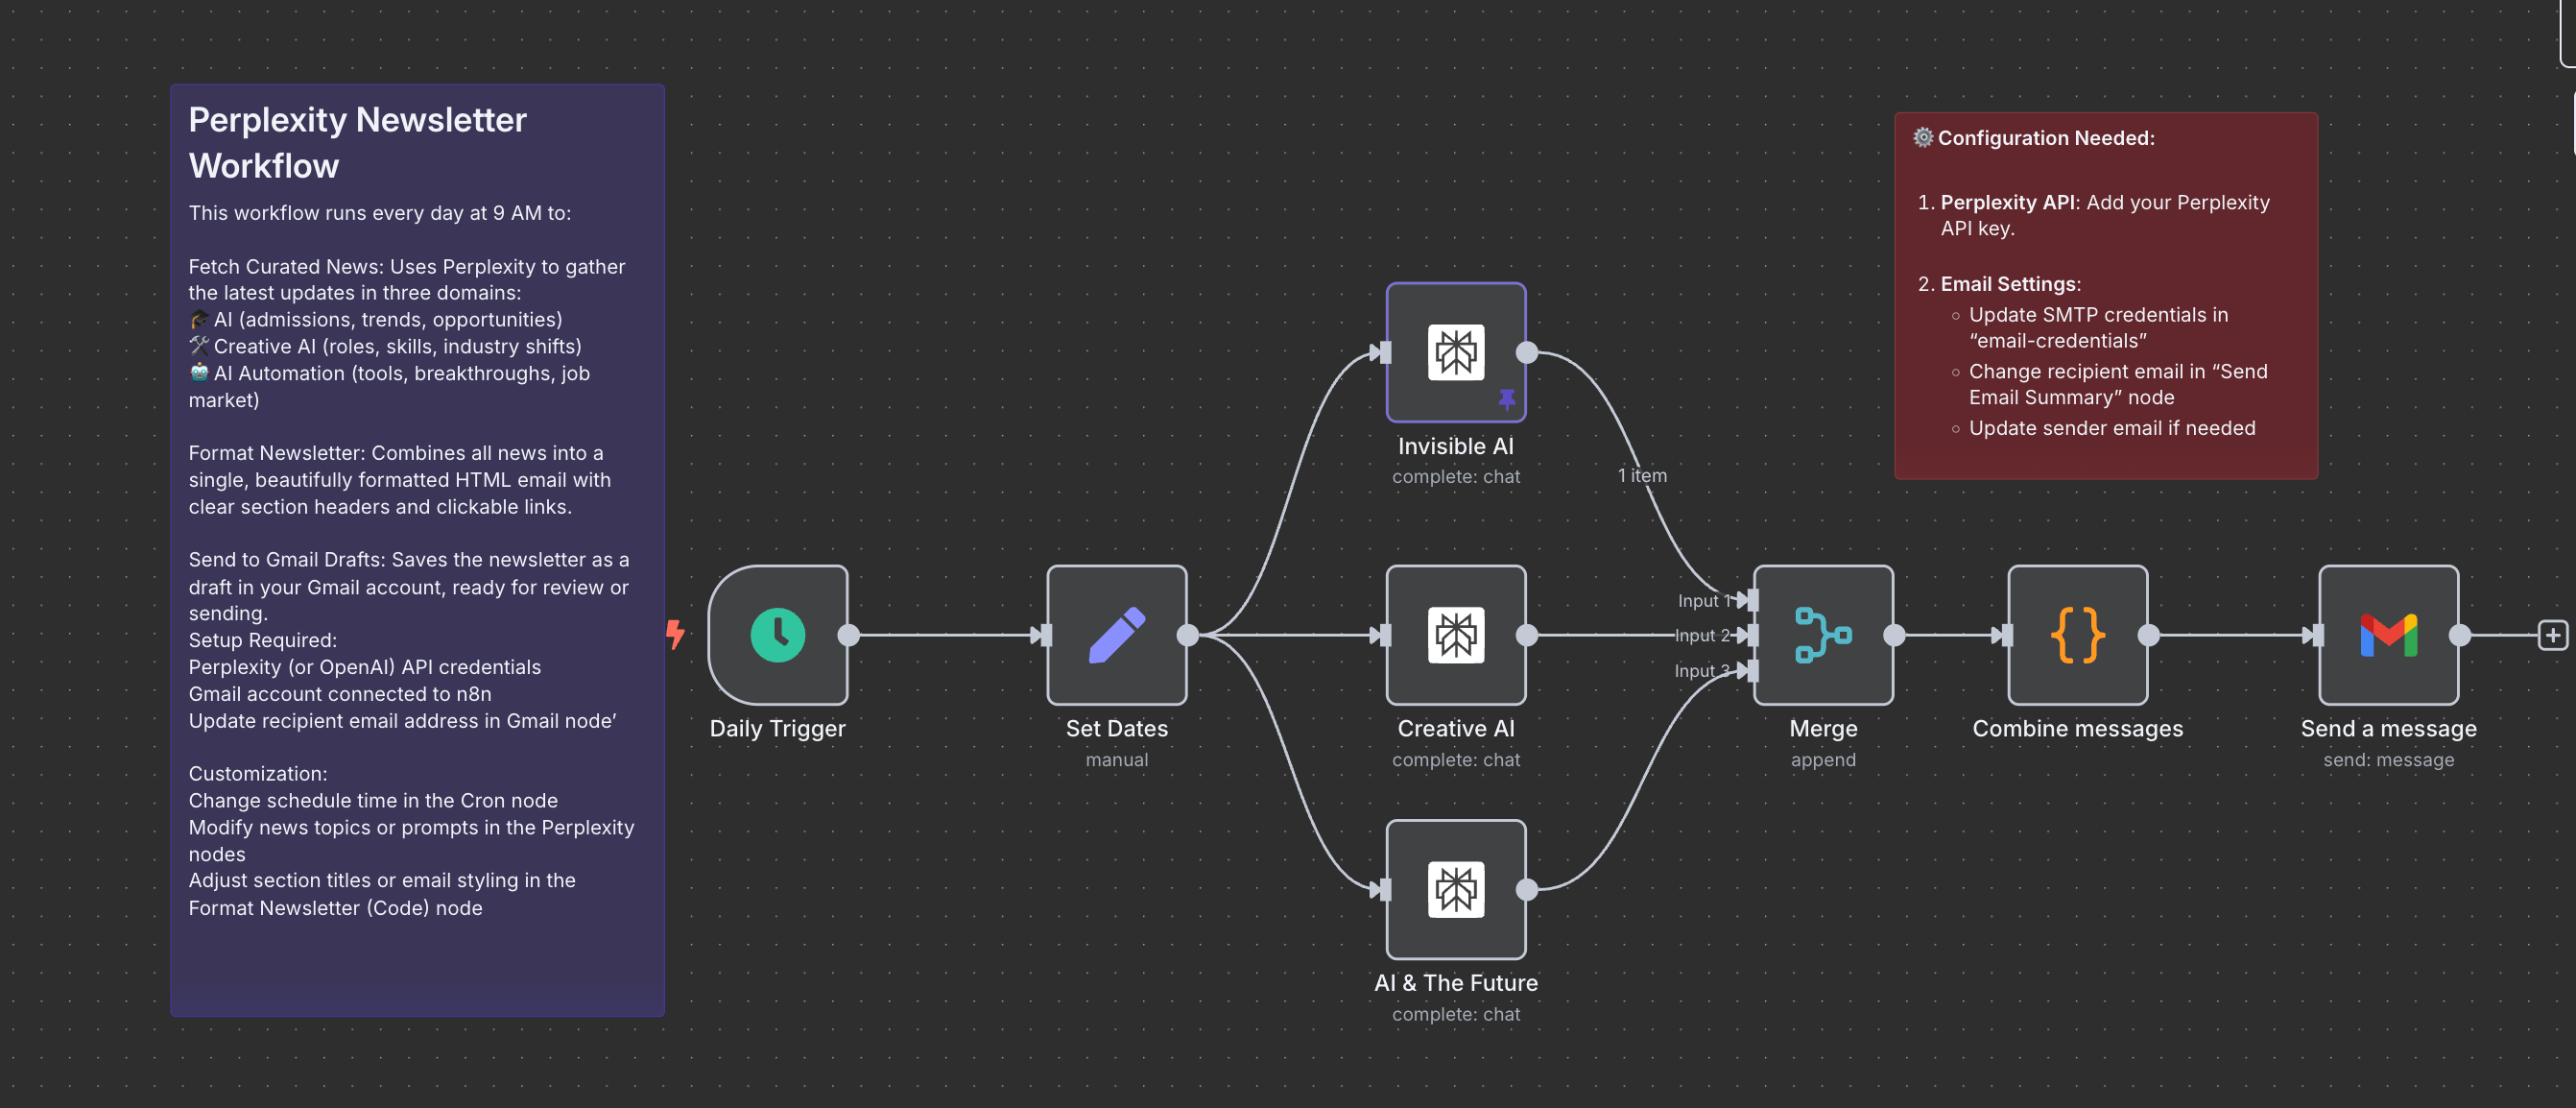 Perplexity Newsletter
Workflow
This workflow runs every day at 9 AM to:
Fetch Curated News: Uses Perplexity to gather
the latest updates in three domains:
🎓 AI (admissions, trends, opportunities)
🛠️ Creative AI (roles, skills, industry shifts)
🤖 AI Automation (tools, breakthroughs, job
market)
Format Newsletter: Combines all news into a
single, beautifully formatted HTML email with
clear section headers and clickable links.
Send to Gmail Drafts: Saves the newsletter as a
draft in your Gmail account, ready for review or
sending.
Setup Required:
Perplexity (or OpenAI) API credentials
Gmail account connected to n8n
Update recipient email address in Gmail node’
Customization:
Change schedule time in the Cron node
Modify news topics or prompts in the Perplexity
nodes
Adjust section titles or email styling in the
Format Newsletter (Code) node
Daily Trigger
Set Dates
manual
Invisible AI
complete: chat
1 item
Creative AI
complete: chat
AI & The Future
complete: chat
Input 1
Input 2
Input 3
Merge
append
Combine messages
Send a message
send: message
⚙️ Configuration Needed:
1. Perplexity API: Add your Perplexity
API key.
2. Email Settings:
○ Update SMTP credentials in
“email-credentials”
○ Change recipient email in “Send
Email Summary” node
○ Update sender email if needed